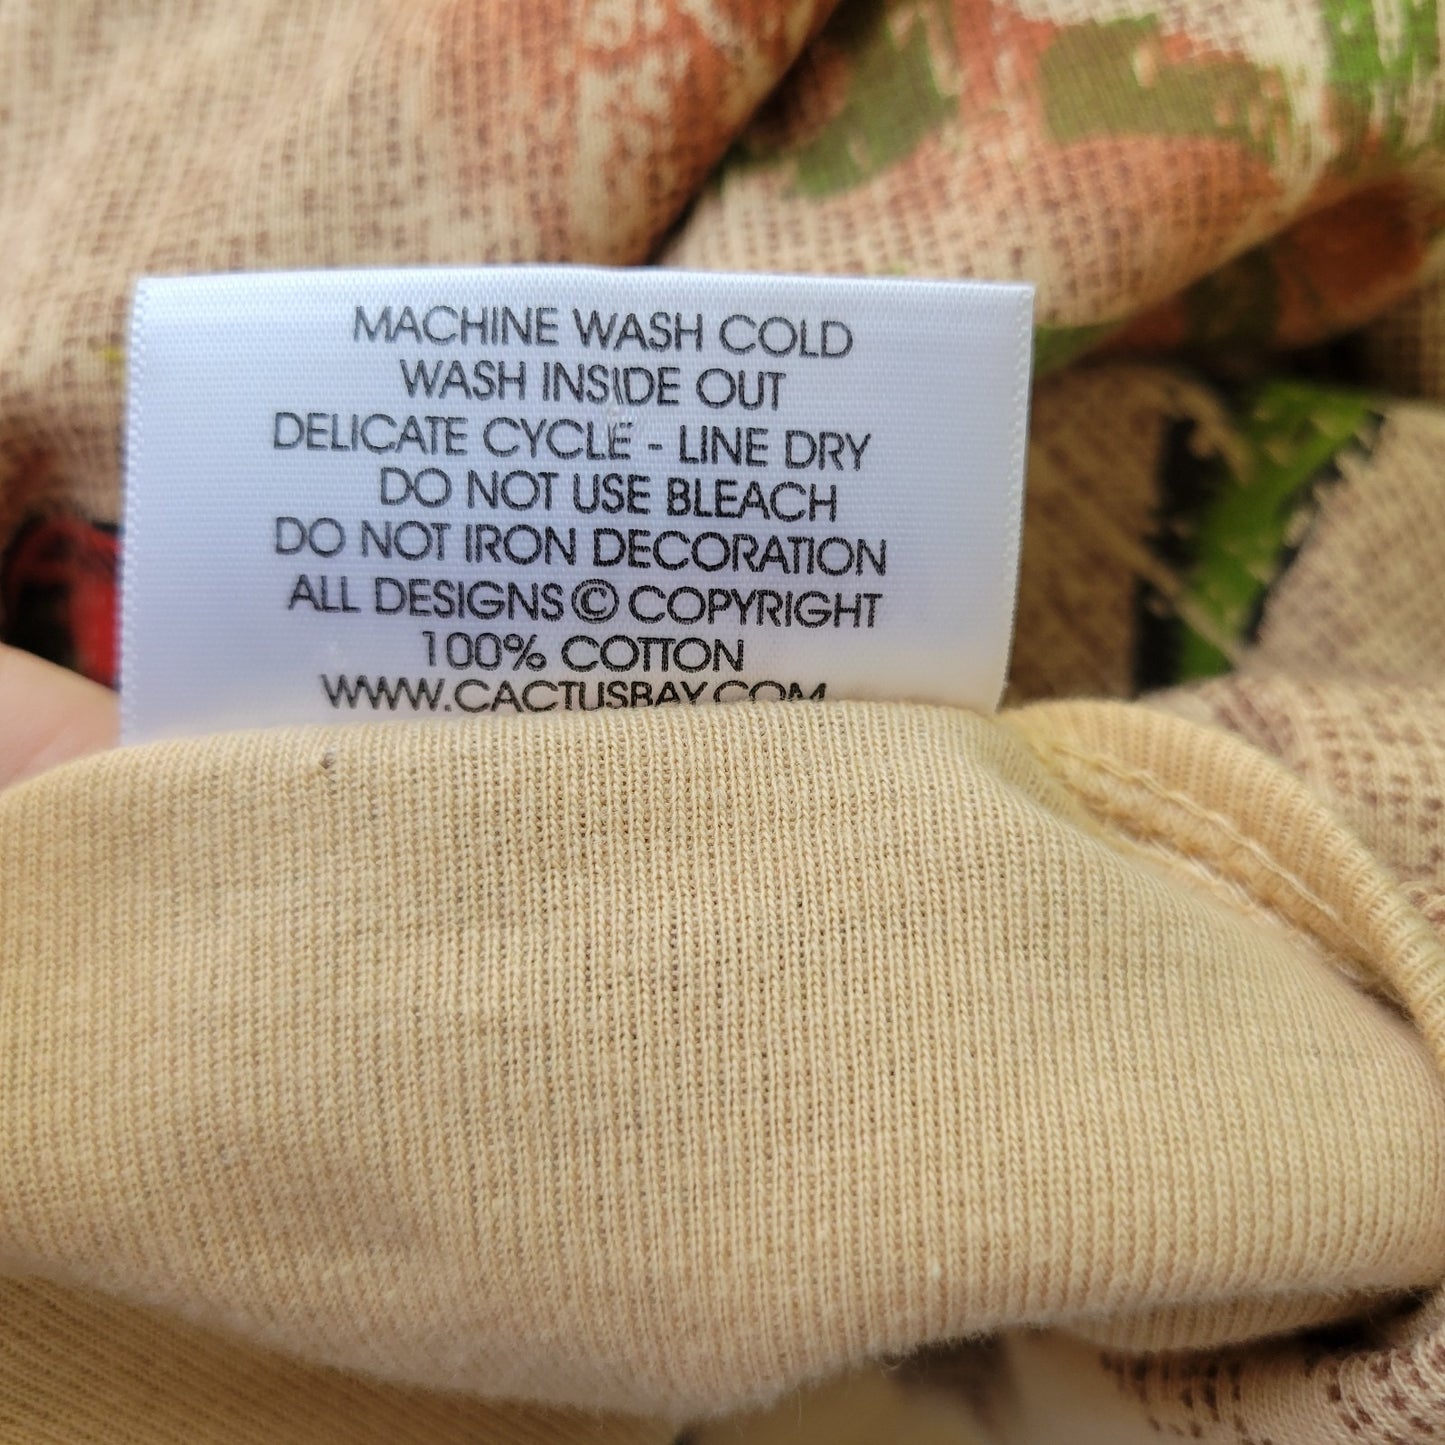 MACHINE WASH COLD
WASH INSIDE OUT
DELICATE CYCLE - LINE DRY
DO NOT USE BLEACH
DO NOT IRON DECORATION
ALL DESIGNS © COPYRIGHT
100% COTTON
WWW.CACTUSBAY.COM